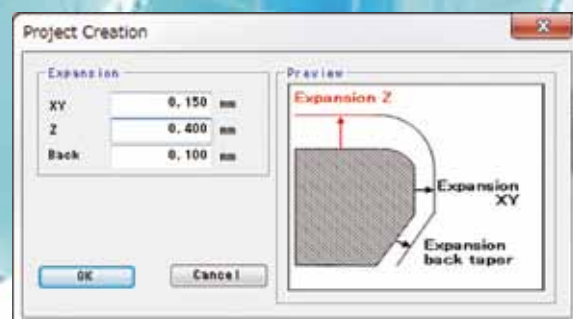 Project Creation
Expansion
XY 0.150 mm
Z 0.400 mm
Back 0.100 mm
OK Cancel
Preview
Expansion Z
Expansion
XY
Expansion
back taper